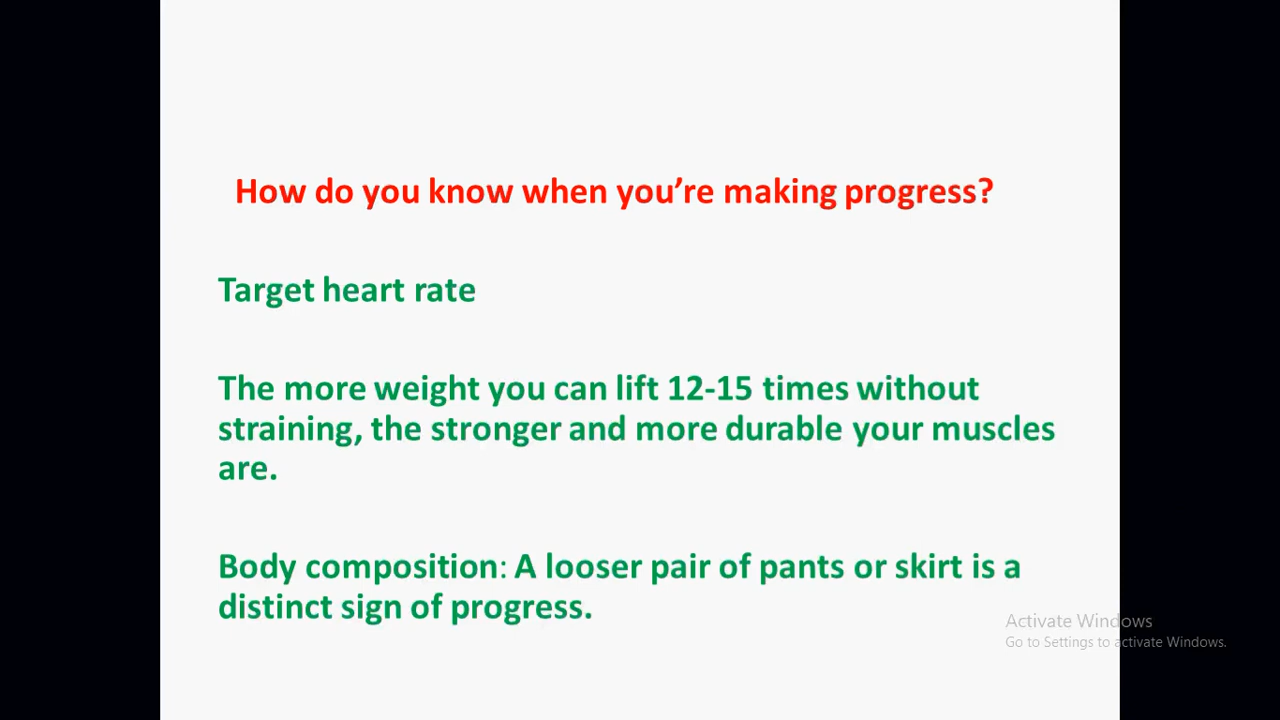 How do you know when you’re making progress?
Target heart rate
The more weight you can lift 12-15 times without
straining, the stronger and more durable your muscles
are.
Body composition: A looser pair of pants or skirt is a
distinct sign of progress.
Activate Windows
Go to Settings to activate Windows.